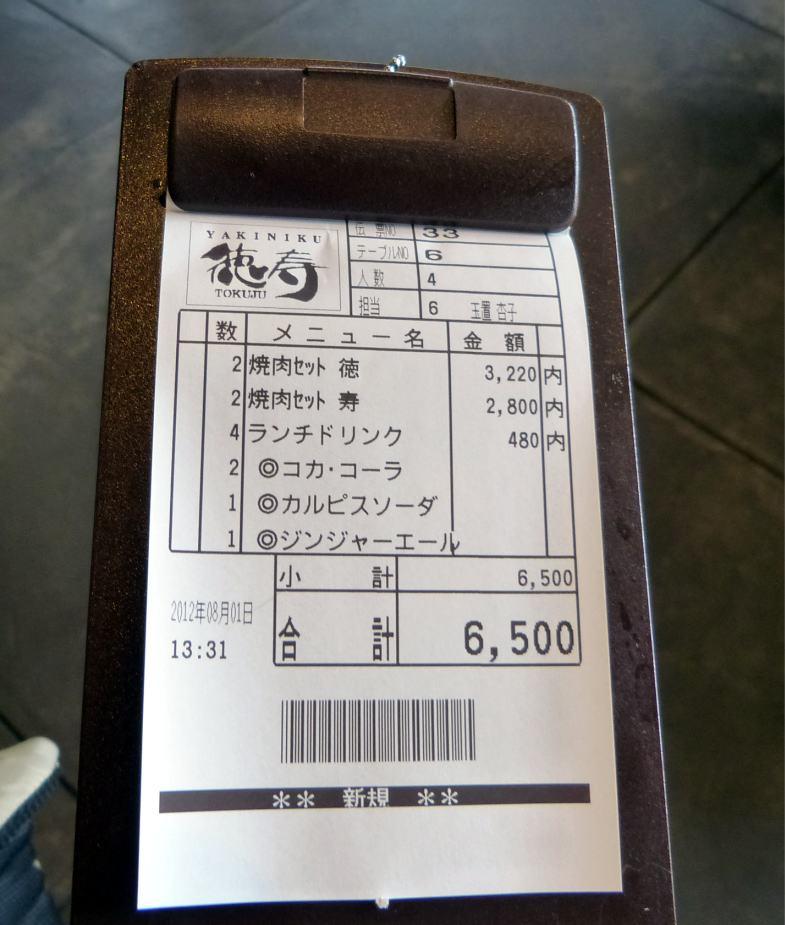 YAKINIKU
徳寿
TOKUJU
伝票NO 33
テーブルNO 6
人数 4
担当 6 玉置 杏子
数 メニュー名 金額
2 焼肉セット 徳 3,220 内
2 焼肉セット 寿 2,800 内
4 ランチドリンク 480 内
2 ◎コカ・コーラ
1 ◎カルピスソーダ
1 ◎ジンジャーエール
小計 6,500
2012年08月01日
合計 6,500
13:31
** 新規 **